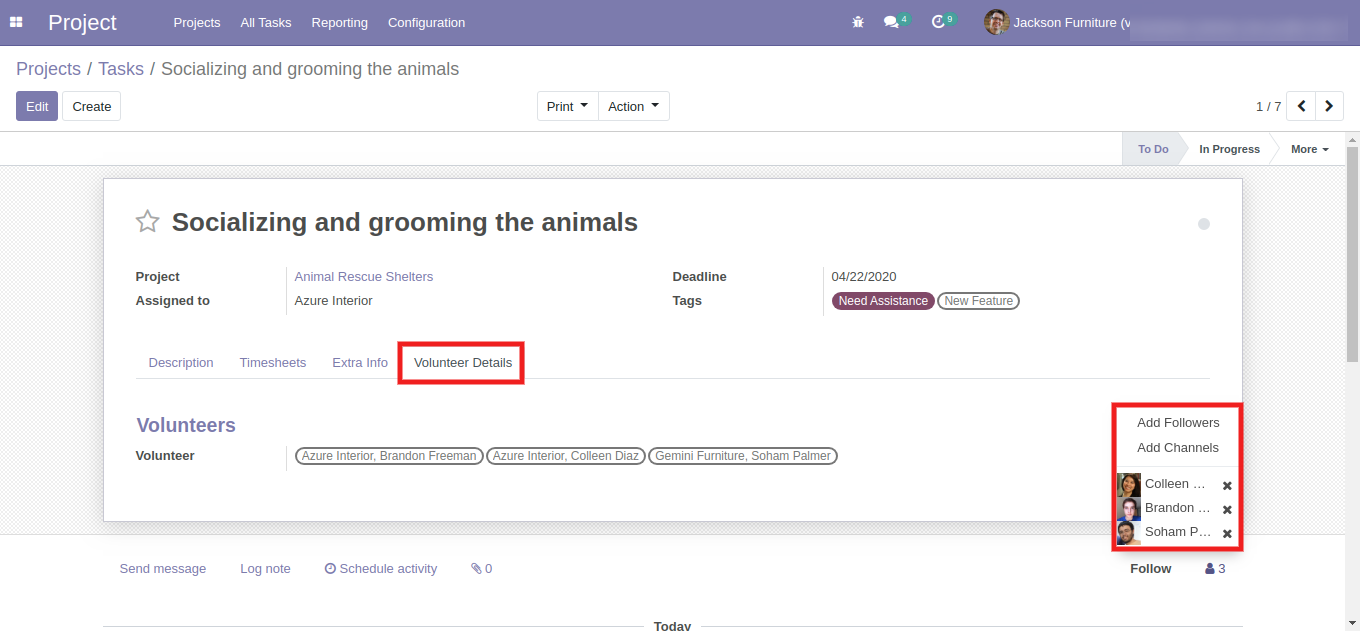 Project Projects All Tasks Reporting Configuration 4 9 Jackson Furniture (v
Projects / Tasks / Socializing and grooming the animals
Edit Create Print Action 1 / 7
To Do In Progress More
Socializing and grooming the animals
Project Animal Rescue Shelters Deadline 04/22/2020
Assigned to Azure Interior Tags Need Assistance New Feature
Description Timesheets Extra Info Volunteer Details
Volunteers
Volunteer Azure Interior, Brandon Freeman Azure Interior, Colleen Diaz Gemini Furniture, Soham Palmer
Add Followers
Add Channels
Colleen ...
Brandon ...
Soham P...
Send message Log note Schedule activity 0 Follow 3
Today